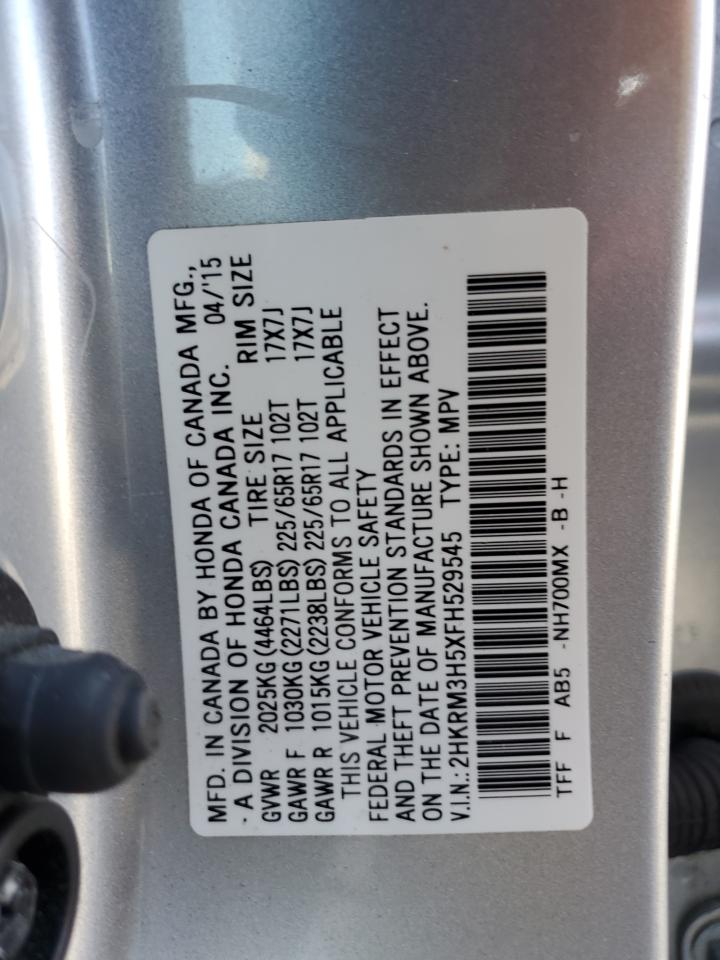 MFD. IN CANADA BY HONDA OF CANADA MFG.,
- A DIVISION OF HONDA CANADA INC. 04/'15
GVWR 2025KG(4464LBS) TIRE SIZE RIM SIZE
GAWR F 1030KG(2271LBS) 225/65R17 102T 17X7J
GAWR R 1015KG(2238LBS) 225/65R17 102T 17X7J
THIS VEHICLE CONFORMS TO ALL APPLICABLE
FEDERAL MOTOR VEHICLE SAFETY
AND THEFT PREVENTION STANDARDS IN EFFECT
ON THE DATE OF MANUFACTURE SHOWN ABOVE.
V.I.N.: 2HKRM3H5XFH529545 TYPE: MPV
TFF F AB5 -NH700MX -B -H